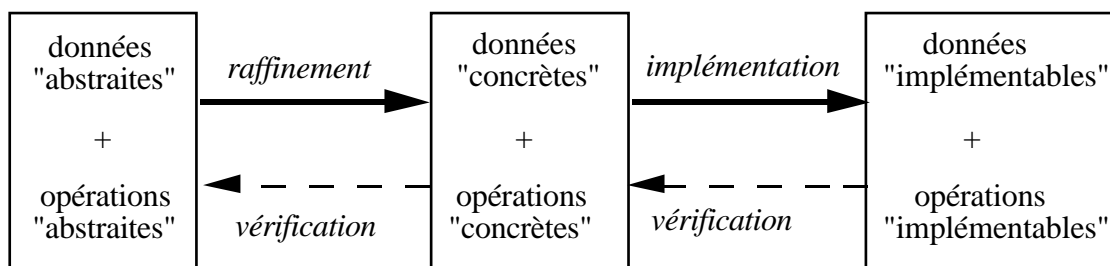 données
"abstraites"
+
opérations
"abstraites"
raffinement
vérification
données
"concrètes"
+
opérations
"concrètes"
implémentation
vérification
données
"implémentables"
+
opérations
"implémentables"